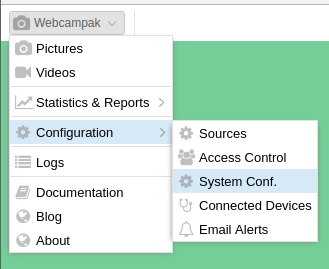 Webcampak
Pictures
Videos
Statistics & Reports
Configuration
Sources
Access Control
System Conf.
Connected Devices
Email Alerts
Logs
Documentation
Blog
About